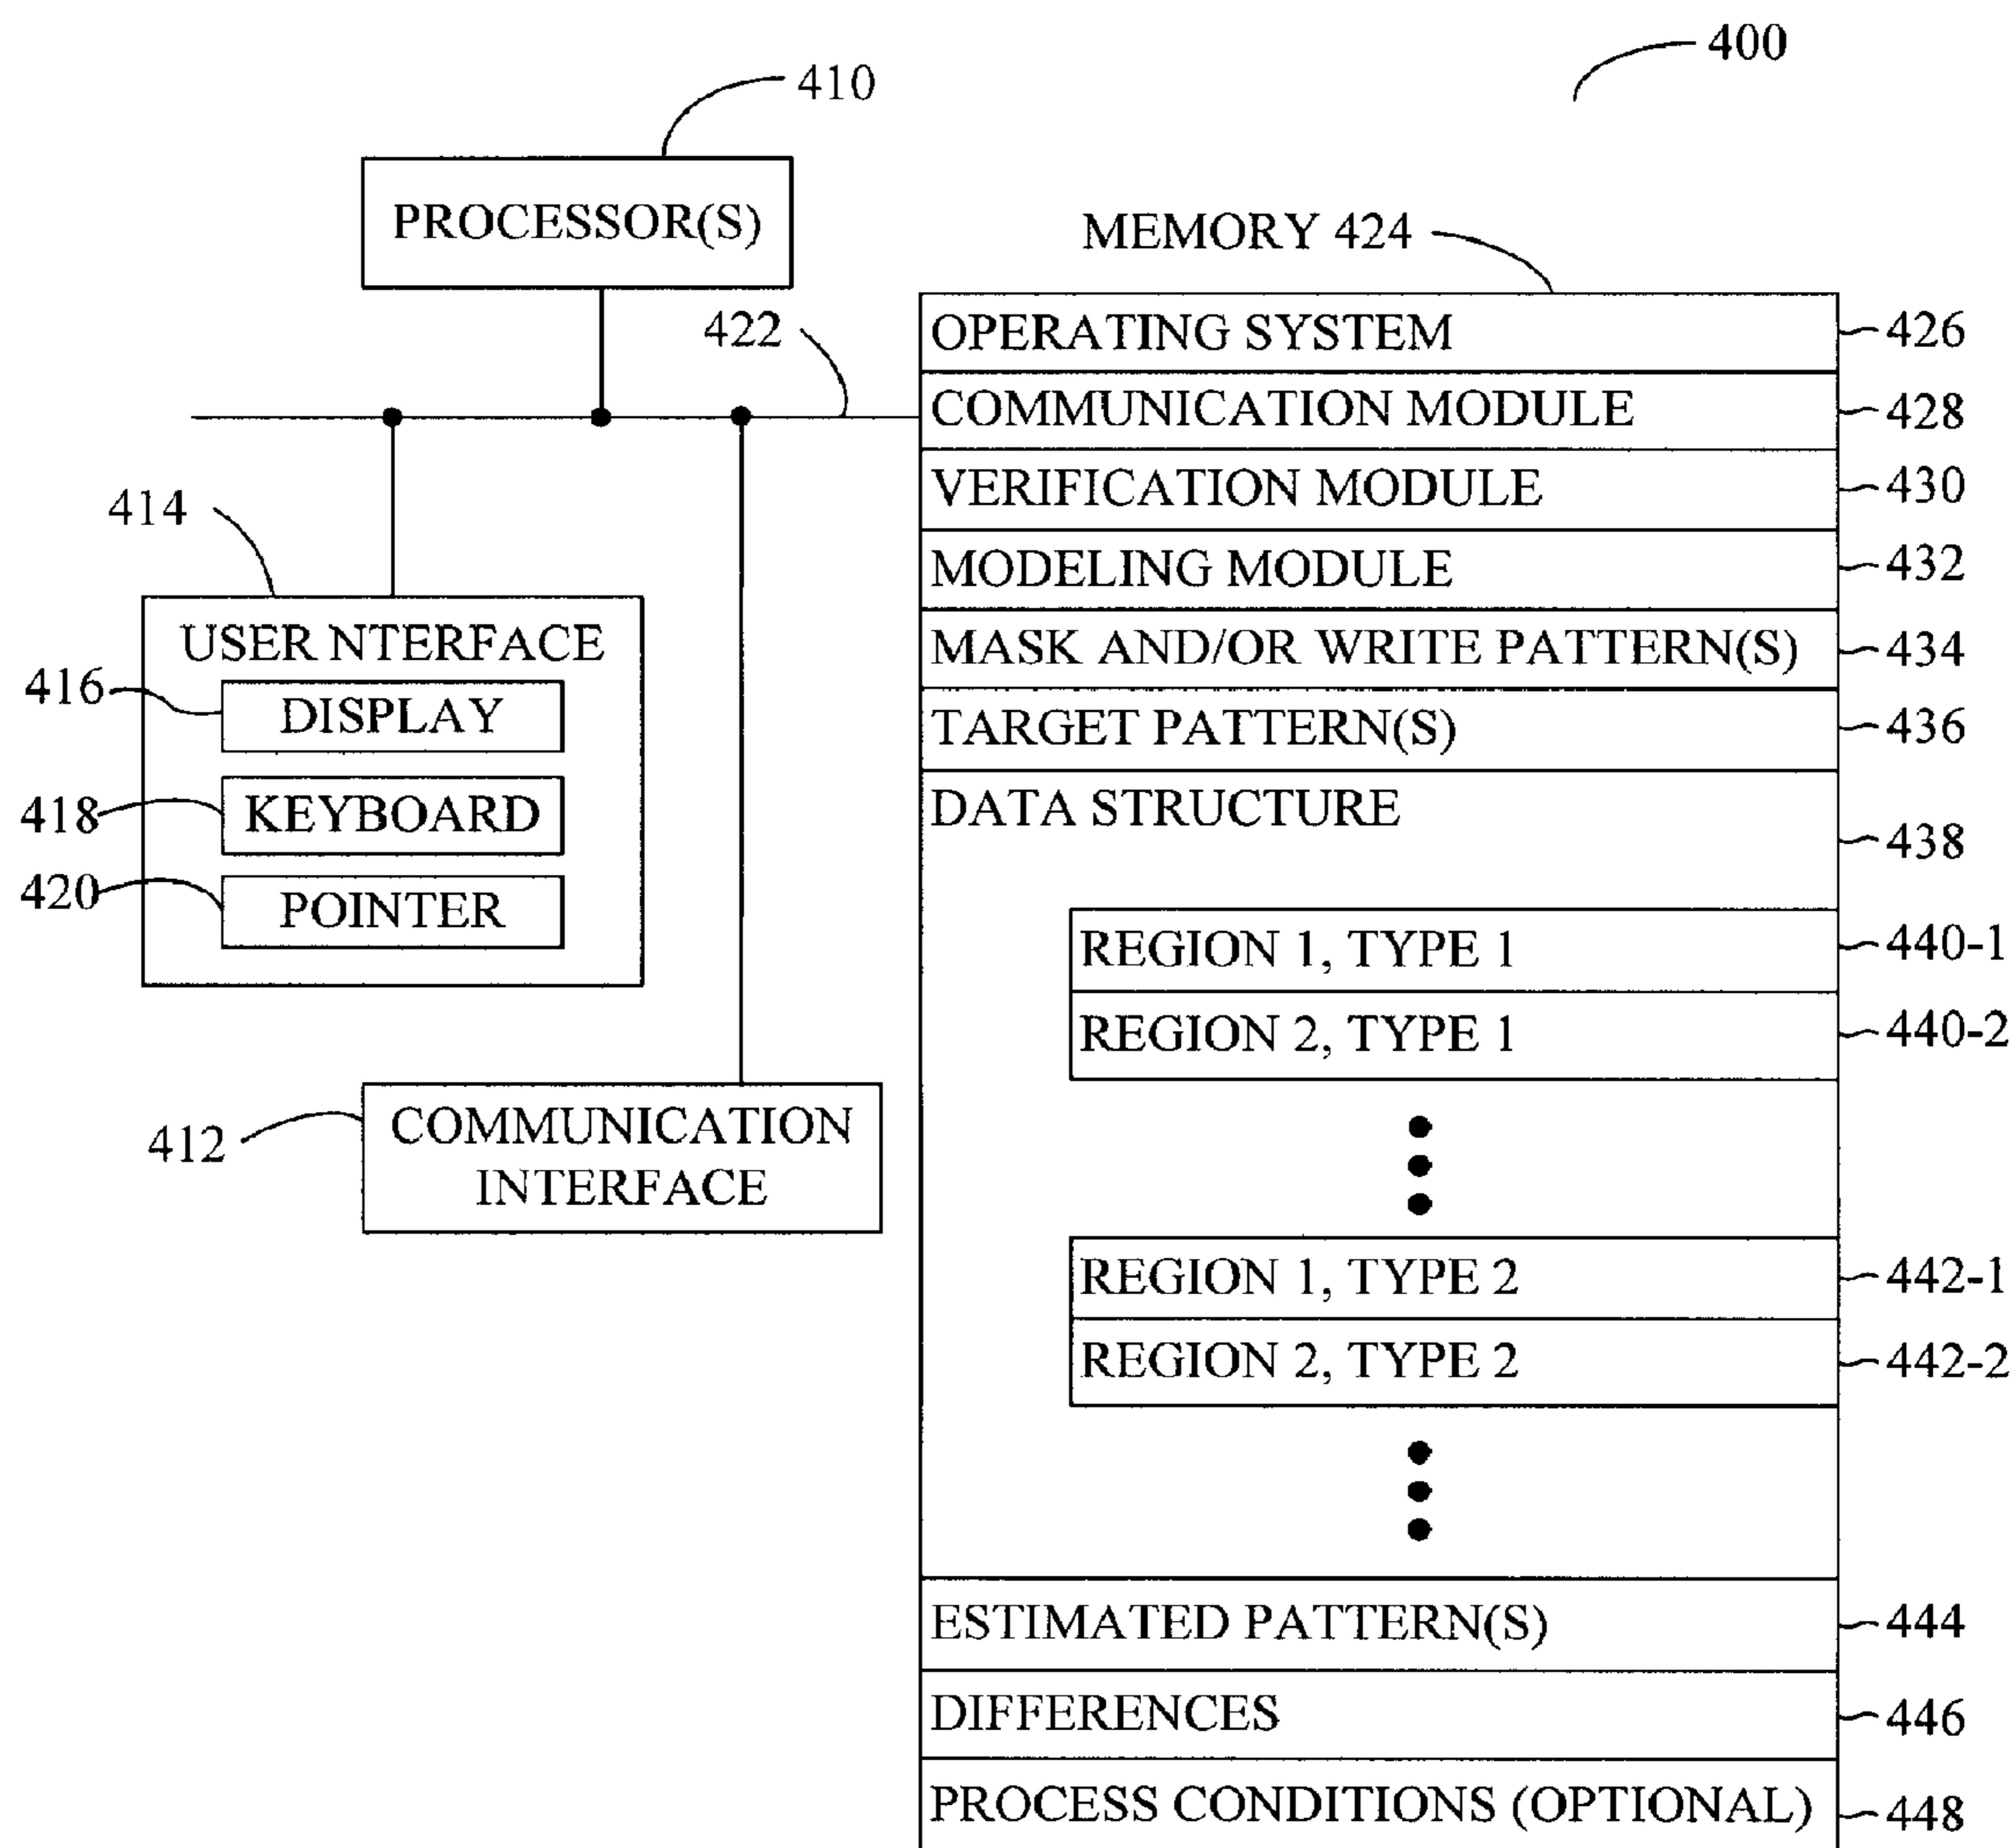 400
410
PROCESSOR(S)
MEMORY 424
422
OPERATING SYSTEM
426
COMMUNICATION MODULE
428
VERIFICATION MODULE
430
MODELING MODULE
432
MASK AND/OR WRITE PATTERN(S)
434
TARGET PATTERN(S)
436
DATA STRUCTURE
438
REGION 1, TYPE 1
440-1
REGION 2, TYPE 1
440-2
REGION 1, TYPE 2
442-1
REGION 2, TYPE 2
442-2
ESTIMATED PATTERN(S)
444
DIFFERENCES
446
PROCESS CONDITIONS (OPTIONAL)
448
414
USER NTERFACE
416
DISPLAY
418
KEYBOARD
420
POINTER
412
COMMUNICATION
INTERFACE